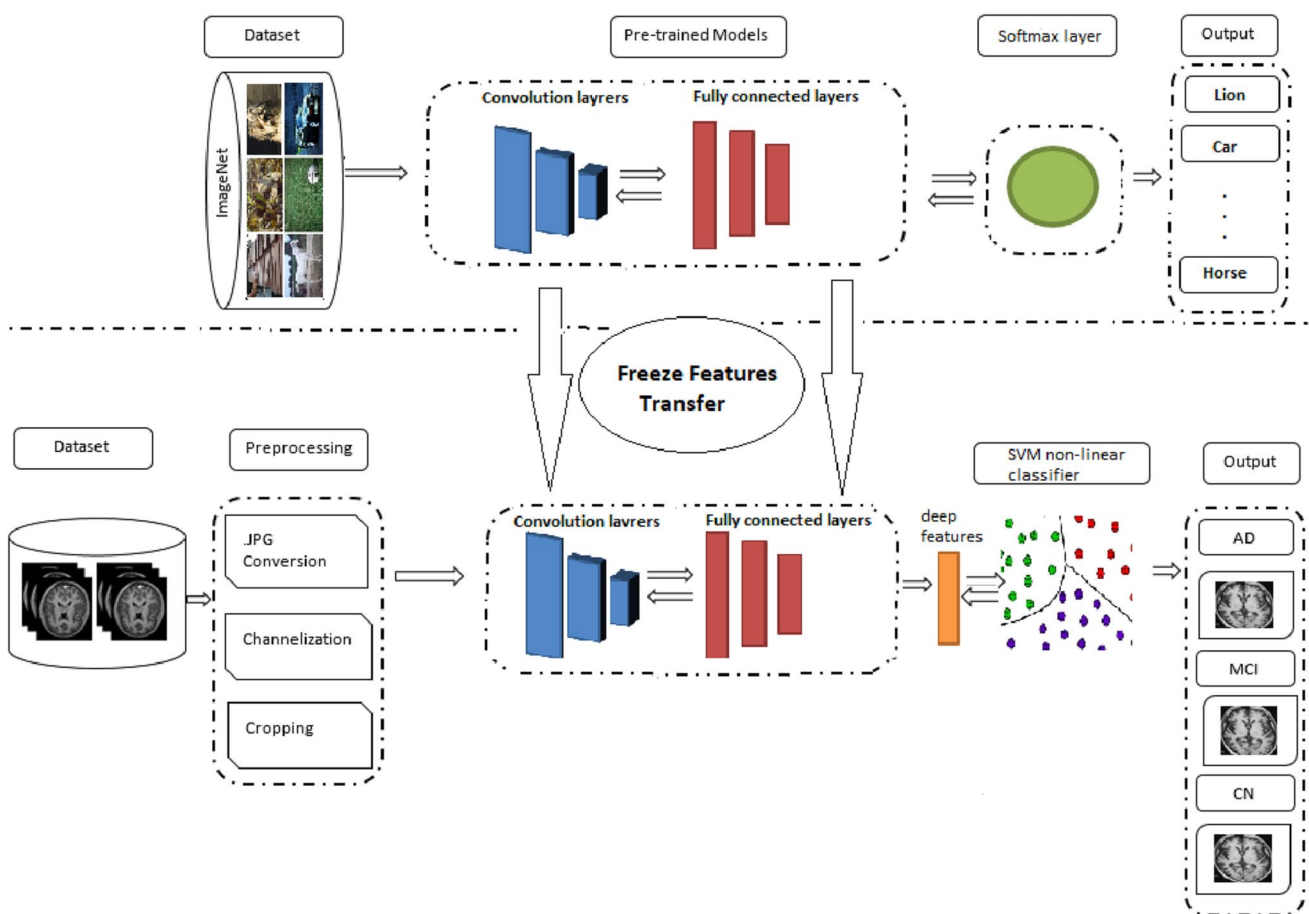 Dataset
Pre-trained Models
Softmax layer
Output
ImageNet
Convolution layrers
Fully connected layers
Lion
Car
.
.
.
Horse
Freeze Features
Transfer
Dataset
Preprocessing
SVM non-linear
classifier
Output
.JPG
Conversion
Channelization
Cropping
Convolution lavrers
Fully connected layers
deep
features
AD
MCI
CN